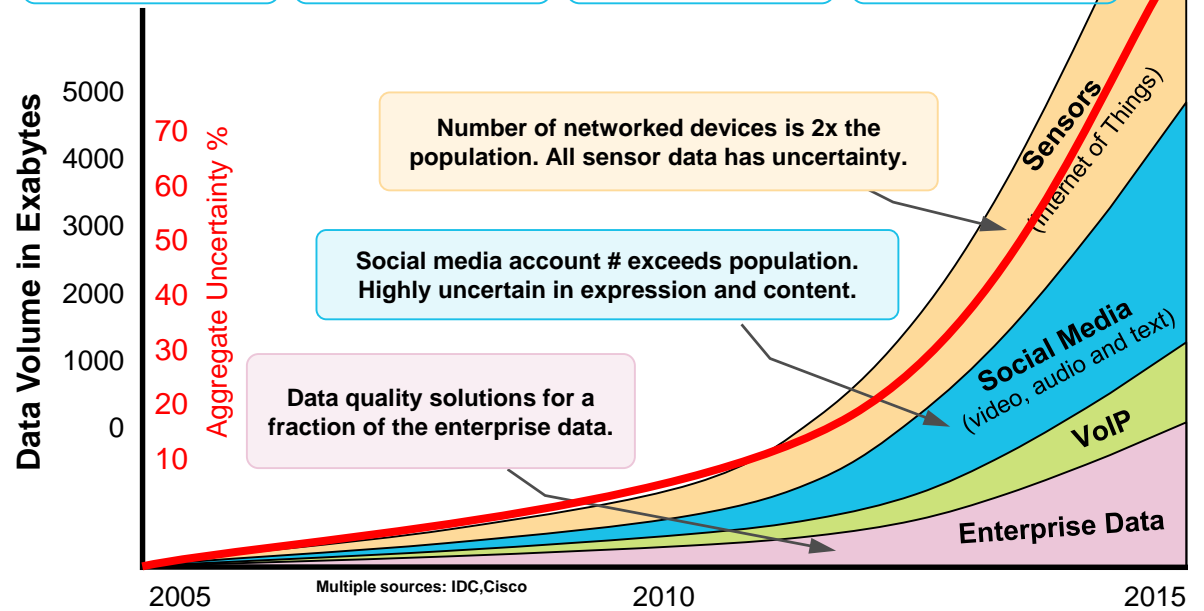 Data Volume in Exabytes
5000
4000
3000
2000
1000
0
Aggregate Uncertainty %
70
60
50
40
30
20
10
Number of networked devices is 2x the
population. All sensor data has uncertainty.
Social media account # exceeds population.
Highly uncertain in expression and content.
Data quality solutions for a
fraction of the enterprise data.
Sensors
(Internet of Things)
Social Media
(video, audio and text)
VoIP
Enterprise Data
Multiple sources: IDC,Cisco
2005
2010
2015